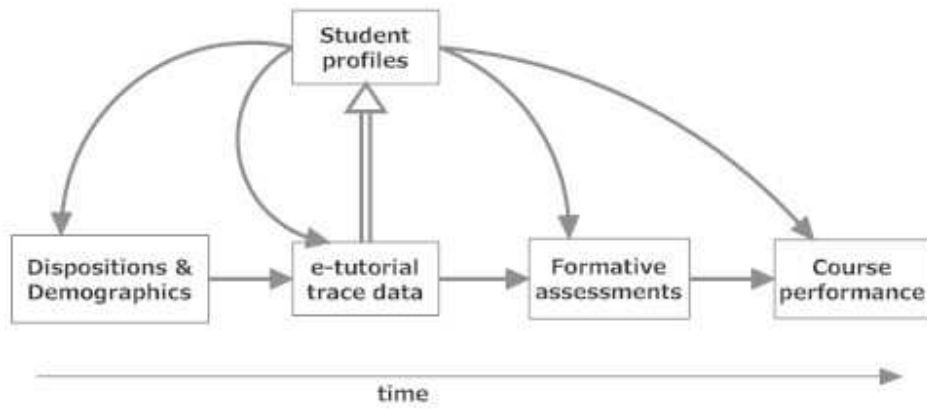 Student
profiles
Dispositions &
Demographics
e-tutorial
trace data
Formative
assessments
Course
performance
time